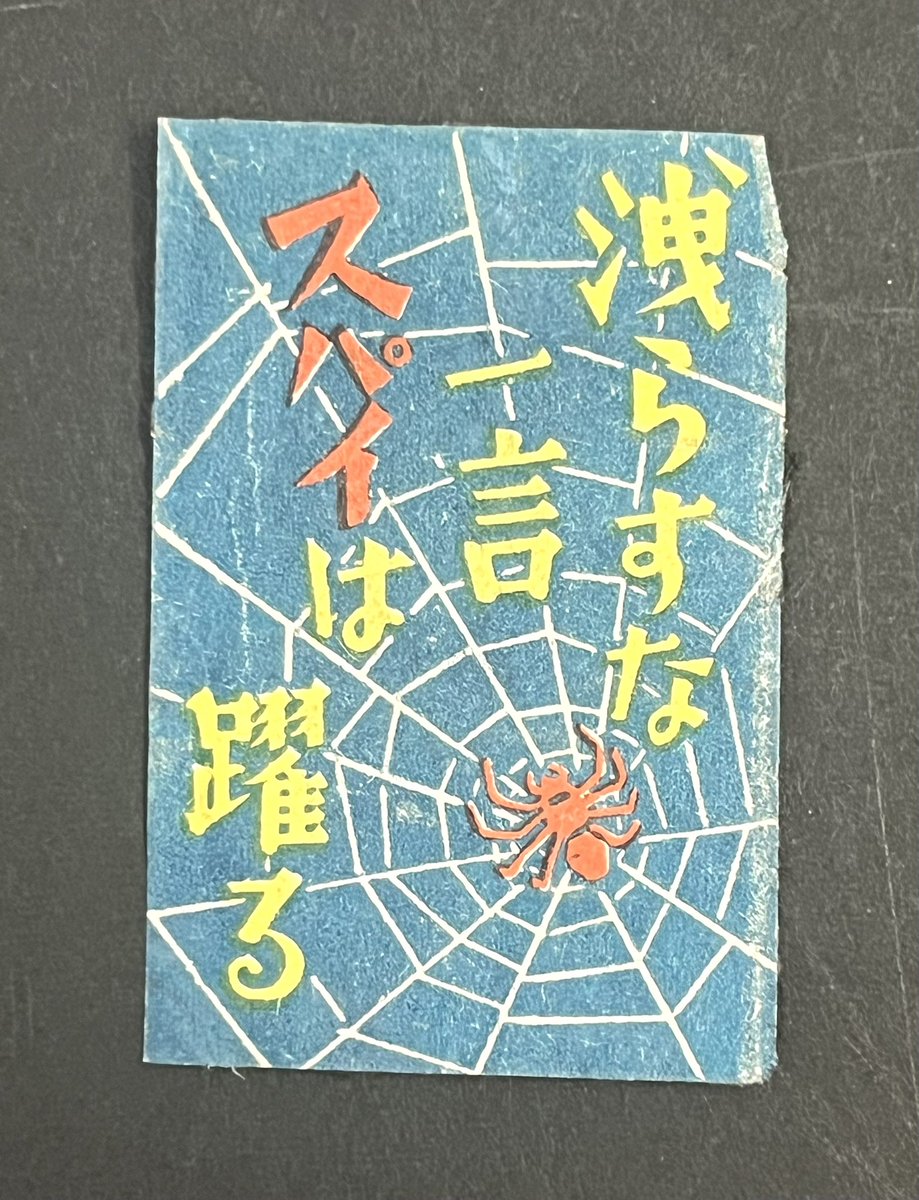 洩らすな
一言
スパイは
躍る